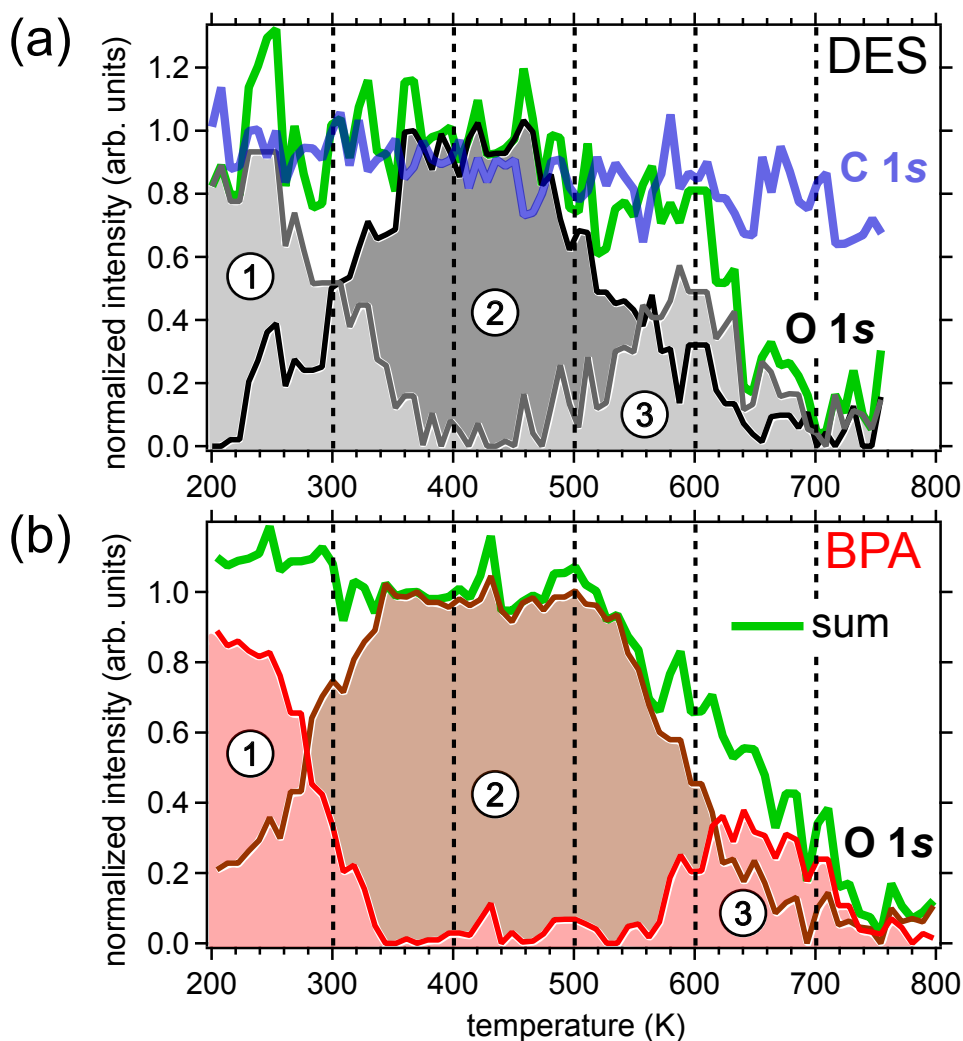 (a)
DES
normalized intensity (arb. units)
1.2
1.0
0.8
0.6
0.4
0.2
0.0
C 1s
O 1s
1
2
3
200 300 400 500 600 700 800
(b)
BPA
normalized intensity (arb. units)
1.0
0.8
0.6
0.4
0.2
0.0
sum
O 1s
1
2
3
200 300 400 500 600 700 800
temperature (K)